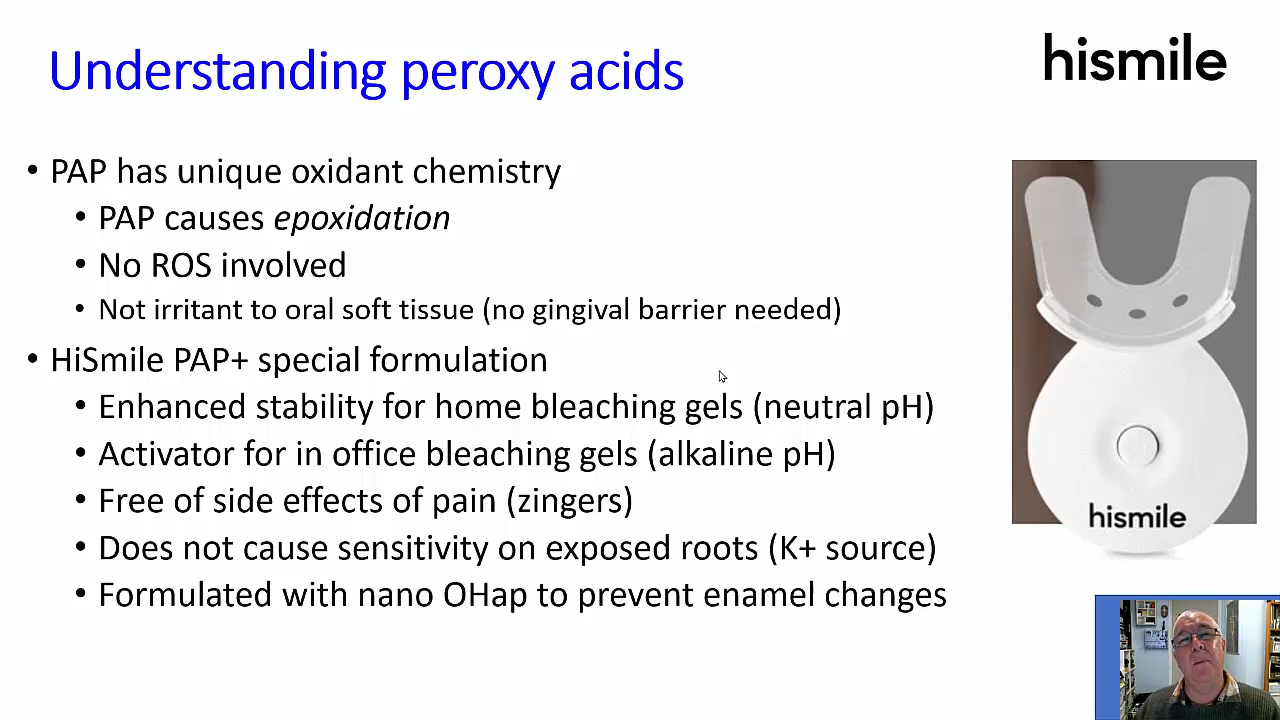 Understanding peroxy acids
hismile
• PAP has unique oxidant chemistry
• PAP causes epoxidation
• No ROS involved
• Not irritant to oral soft tissue (no gingival barrier needed)
• HiSmile PAP+ special formulation
• Enhanced stability for home bleaching gels (neutral pH)
• Activator for in office bleaching gels (alkaline pH)
• Free of side effects of pain (zingers)
• Does not cause sensitivity on exposed roots (K+ source)
• Formulated with nano OHap to prevent enamel changes
hismile